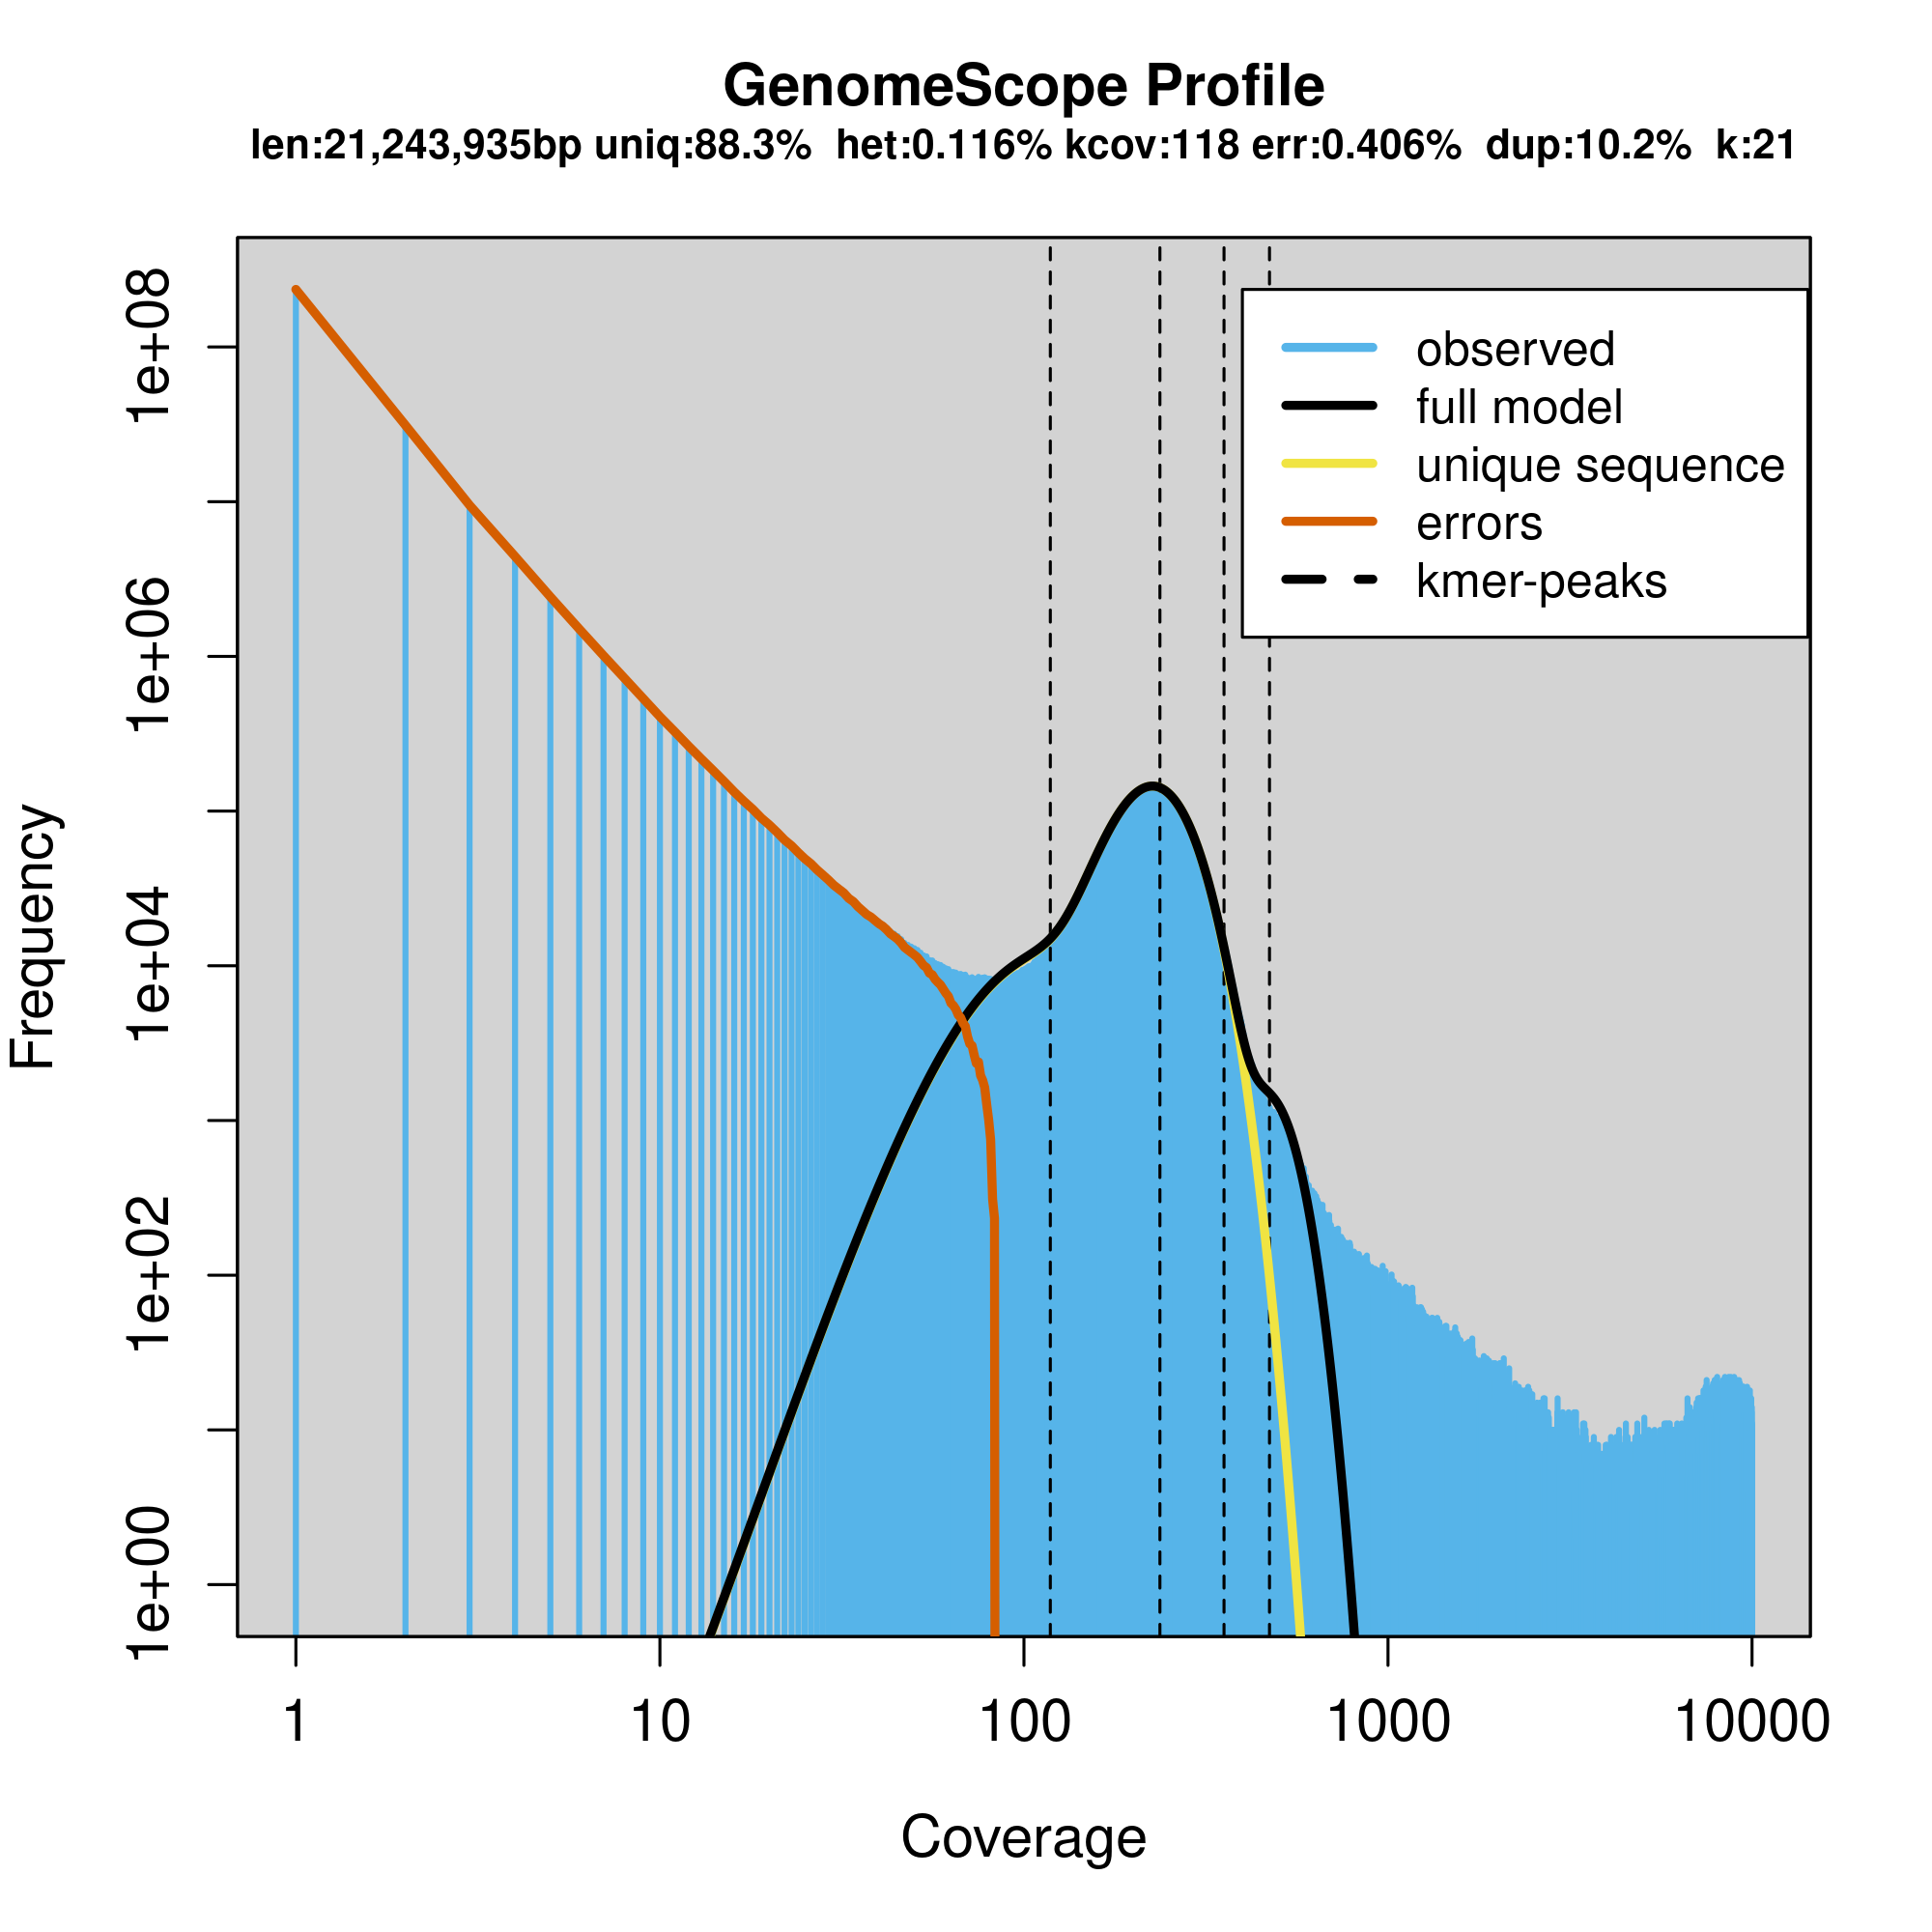 GenomeScope Profile
len:21,243,935bp uniq:88.3% het:0.116% kcov:118 err:0.406% dup:10.2% k:21
observed
full model
unique sequence
errors
kmer-peaks
Frequency
1e+08
1e+06
1e+04
1e+02
1e+00
1 10 100 1000 10000
Coverage